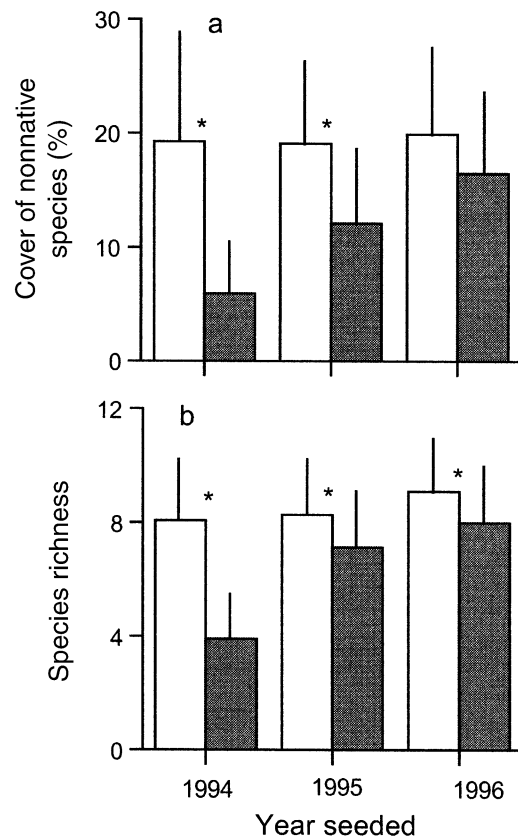 a
Cover of nonnative
species (%)
30
20
10
0
*
*
b
Species richness
12
8
4
0
*
*
*
1994
1995
1996
Year seeded